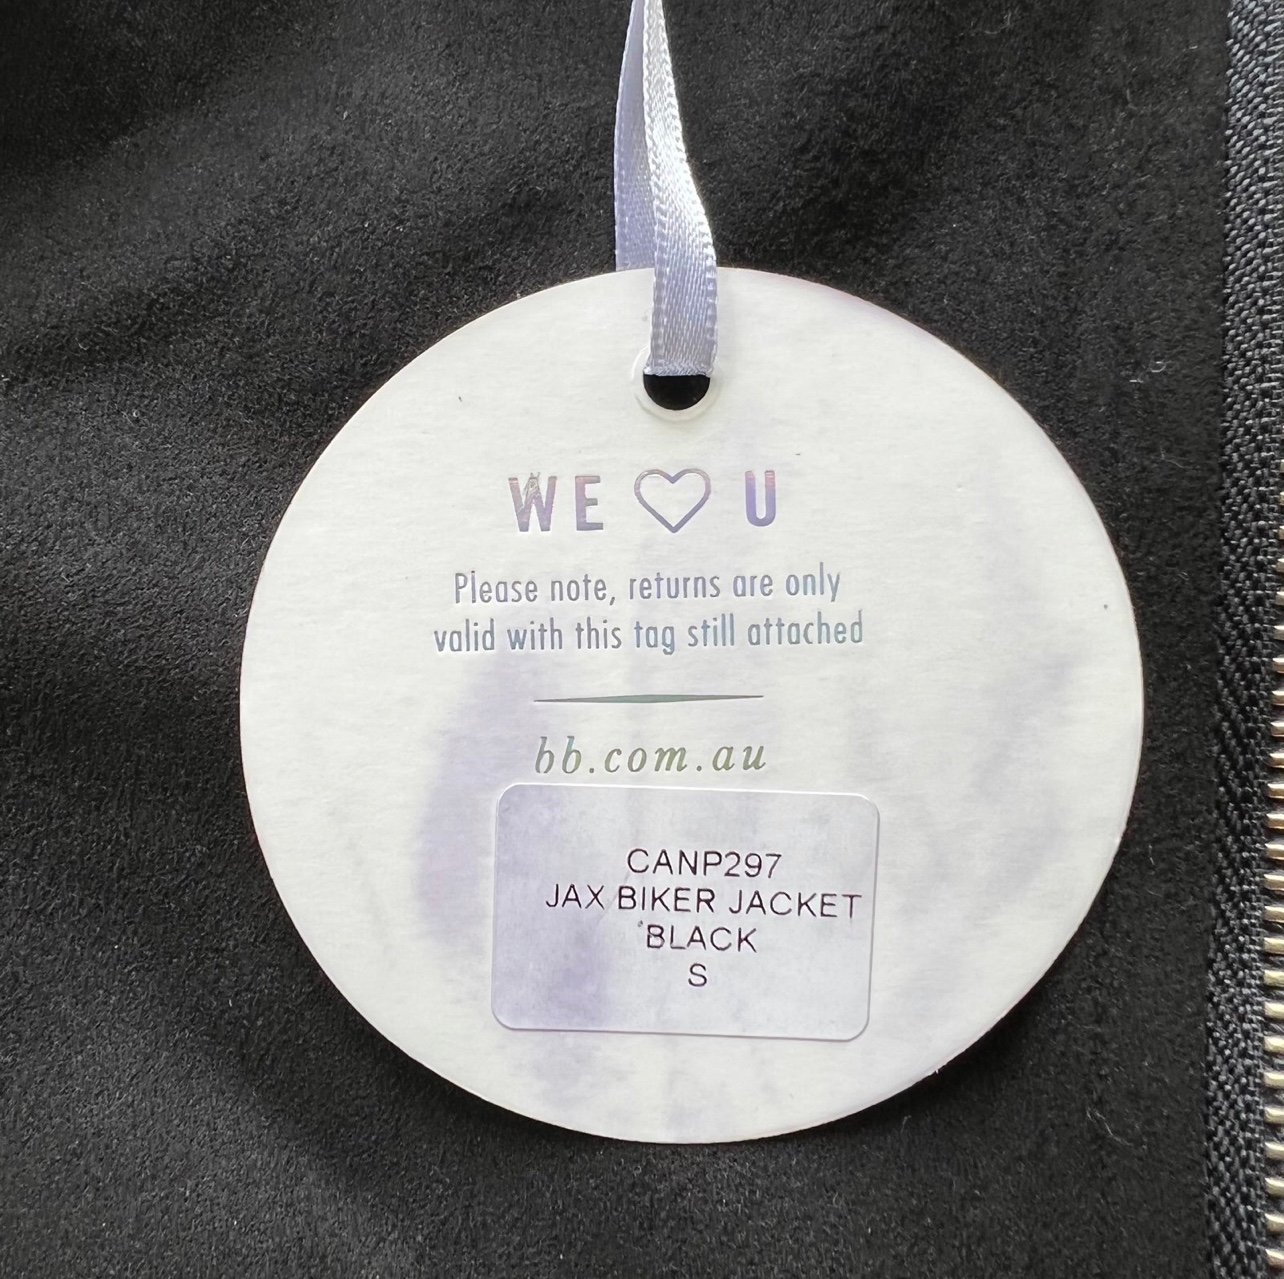 WE ♡ U
Please note, returns are only
valid with this tag still attached
bb.com.au
CANP297
JAX BIKER JACKET
BLACK
S